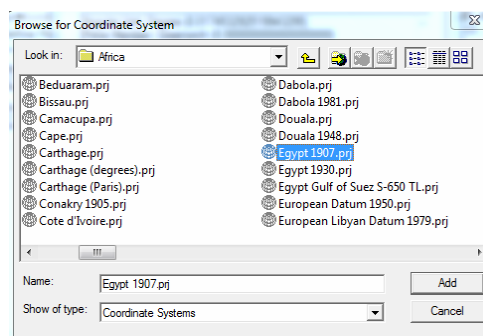 Browse for Coordinate System
Look in: Africa
Beduaram.prj
Bissau.prj
Camacupa.prj
Cape.prj
Carthage.prj
Carthage (degrees).prj
Carthage (Paris).prj
Conakry 1905.prj
Cote d'Ivoire.prj
Dabola.prj
Dabola 1981.prj
Douala.prj
Douala 1948.prj
Egypt 1907.prj
Egypt 1930.prj
Egypt Gulf of Suez S-650 TL.prj
European Datum 1950.prj
European Libyan Datum 1979.prj
Name: Egypt 1907.prj Add
Show of type: Coordinate Systems Cancel